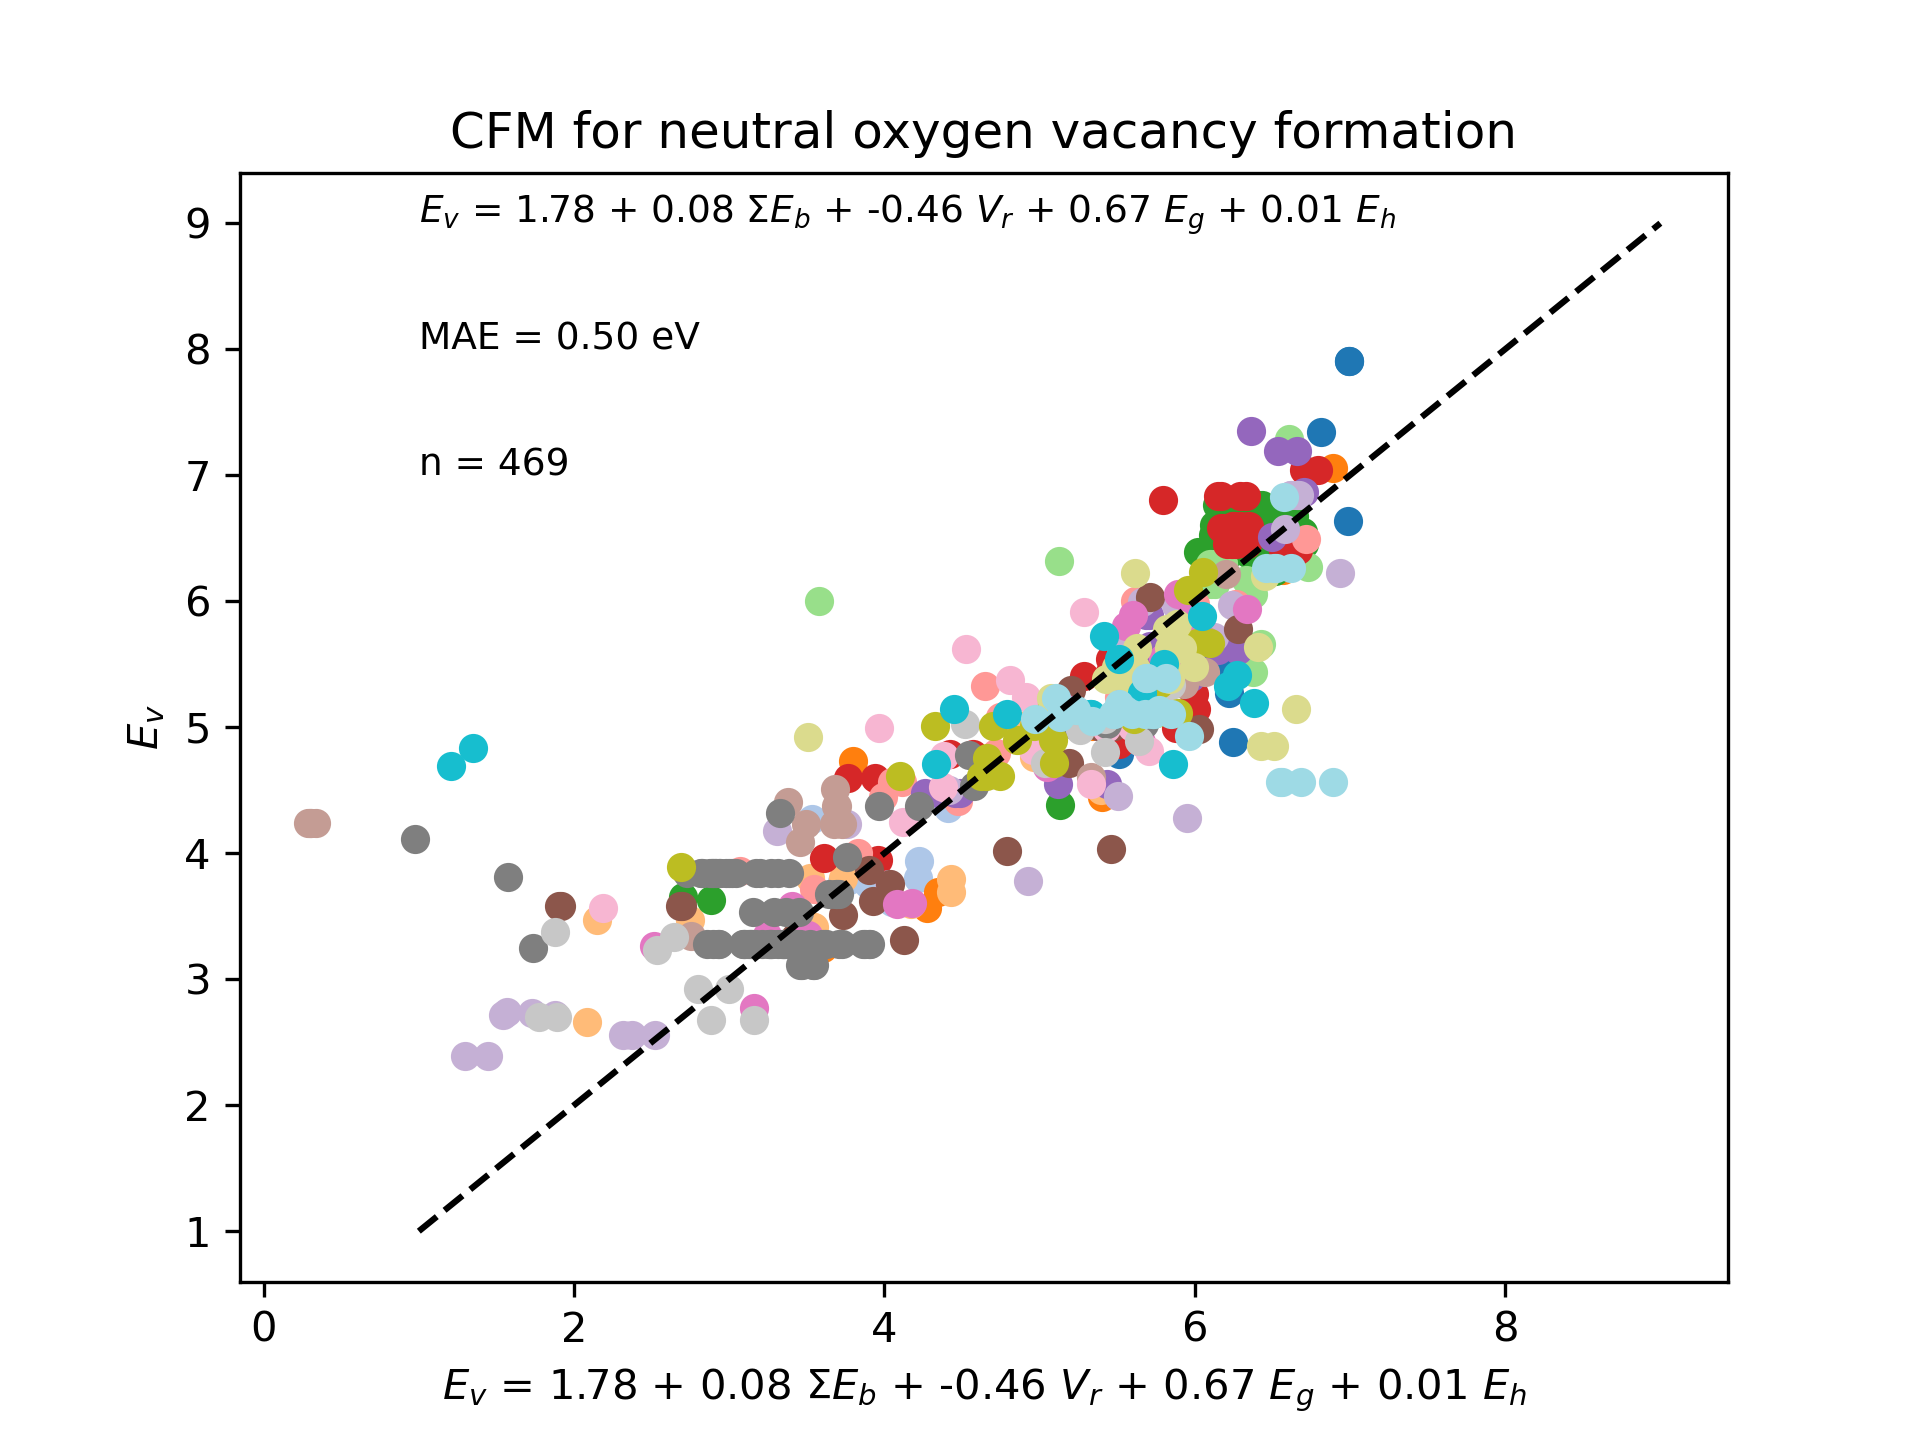 CFM for neutral oxygen vacancy formation
E_v = 1.78 + 0.08 ΣE_b + -0.46 V_r + 0.67 E_g + 0.01 E_h
MAE = 0.50 eV
n = 469
9
8
7
6
5
4
3
2
1
E_v
0 2 4 6 8
E_v = 1.78 + 0.08 ΣE_b + -0.46 V_r + 0.67 E_g + 0.01 E_h